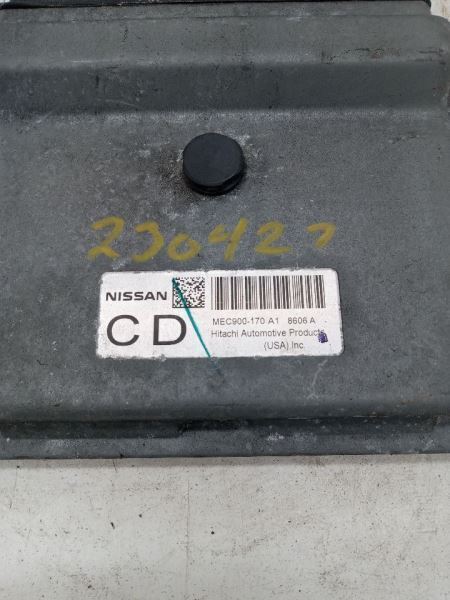 230427
NISSAN
CD
MEC900-170 A1 8606 A
Hitachi Automotive Products
(USA),Inc.